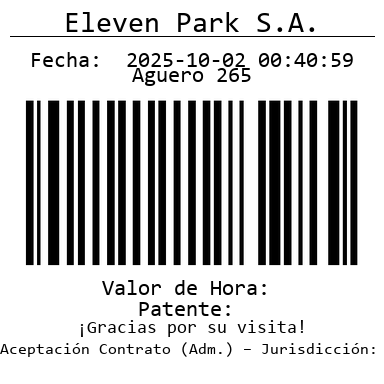 Eleven Park S.A.
Fecha:  2025-10-02 00:40:59
Aguero 265
Valor de Hora:
Patente:
¡Gracias por su visita!
Aceptación Contrato (Adm.) – Jurisdicción: